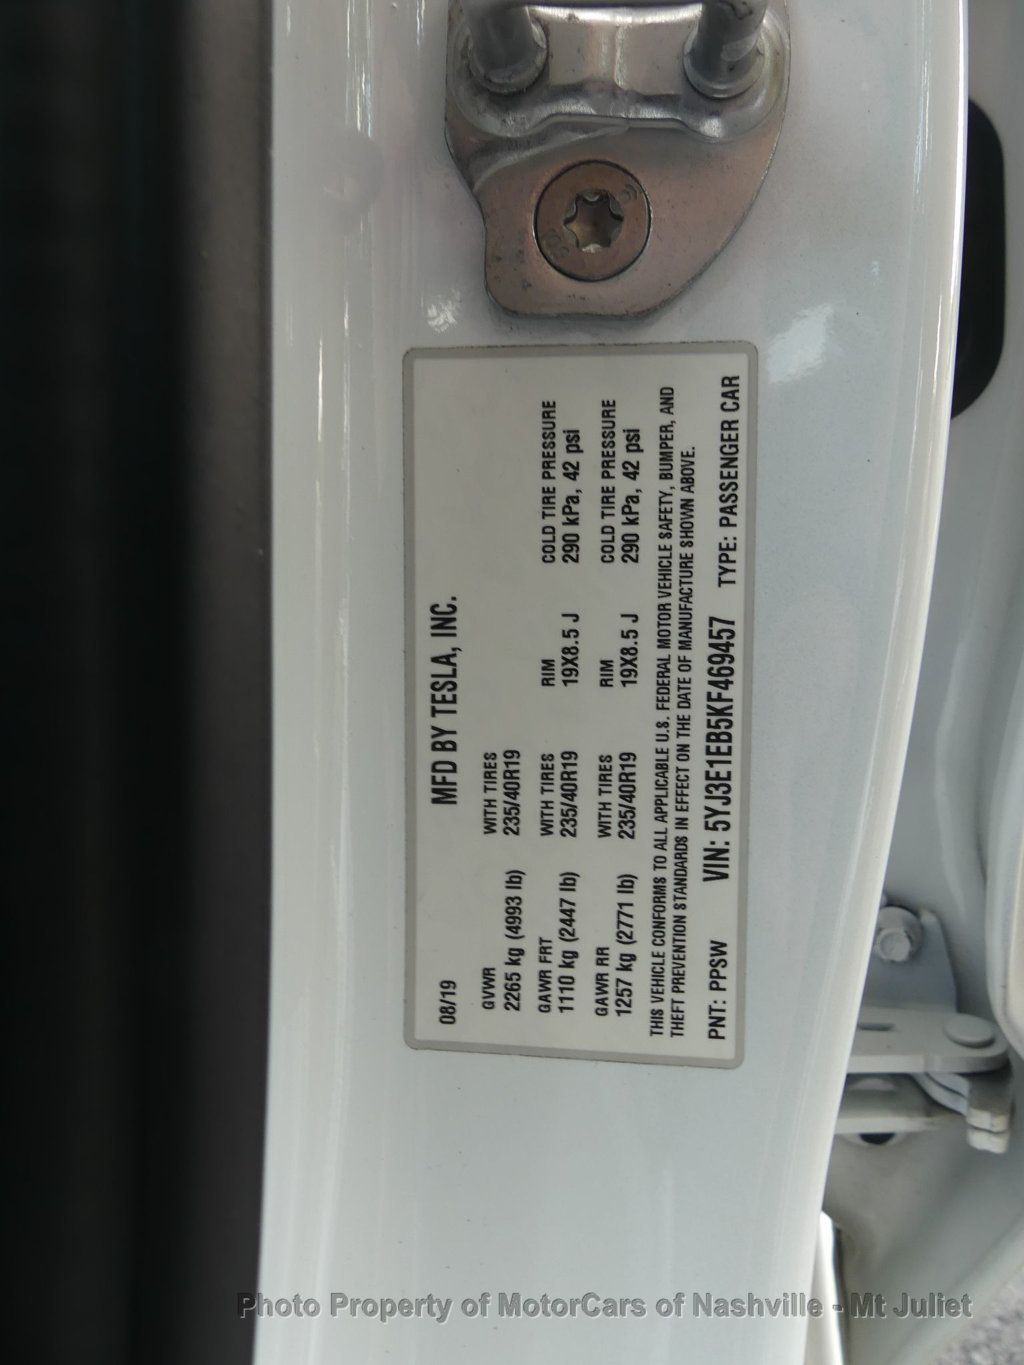 08/19 MFD BY TESLA, INC.
GVWR WITH TIRES
2265 kg (4993 lb) 235/40R19
GAWR FRT WITH TIRES RIM COLD TIRE PRESSURE
1110 kg (2447 lb) 235/40R19 19X8.5 J 290 kPa, 42 psi
GAWR RR WITH TIRES RIM COLD TIRE PRESSURE
1257 kg (2771 lb) 235/40R19 19X8.5 J 290 kPa, 42 psi
THIS VEHICLE CONFORMS TO ALL APPLICABLE U.S. FEDERAL MOTOR VEHICLE SAFETY, BUMPER, AND
THEFT PREVENTION STANDARDS IN EFFECT ON THE DATE OF MANUFACTURE SHOWN ABOVE.
PNT: PPSW VIN: 5YJ3E1EB5KF469457 TYPE: PASSENGER CAR
Photo Property of MotorCars of Nashville - Mt Juliet